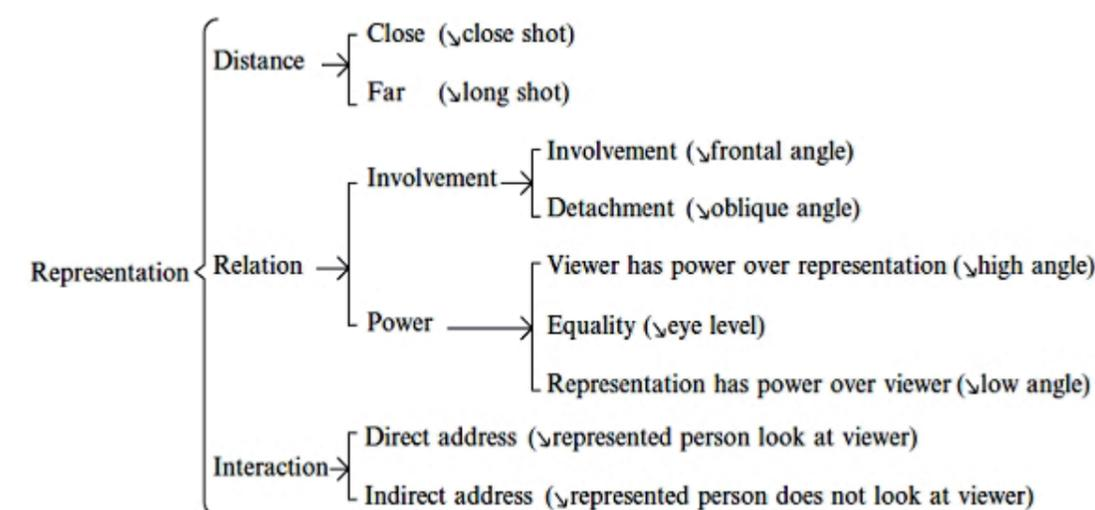 Close (↘close shot)
Distance
Far (↘long shot)
Involvement (↘frontal angle)
Involvement
Detachment (↘oblique angle)
Viewer has power over representation (↘high angle)
Representation
Relation
Power
Equality (↘eye level)
Representation has power over viewer (↘low angle)
Direct address (↘represented person look at viewer)
Interaction
Indirect address (↘represented person does not look at viewer)